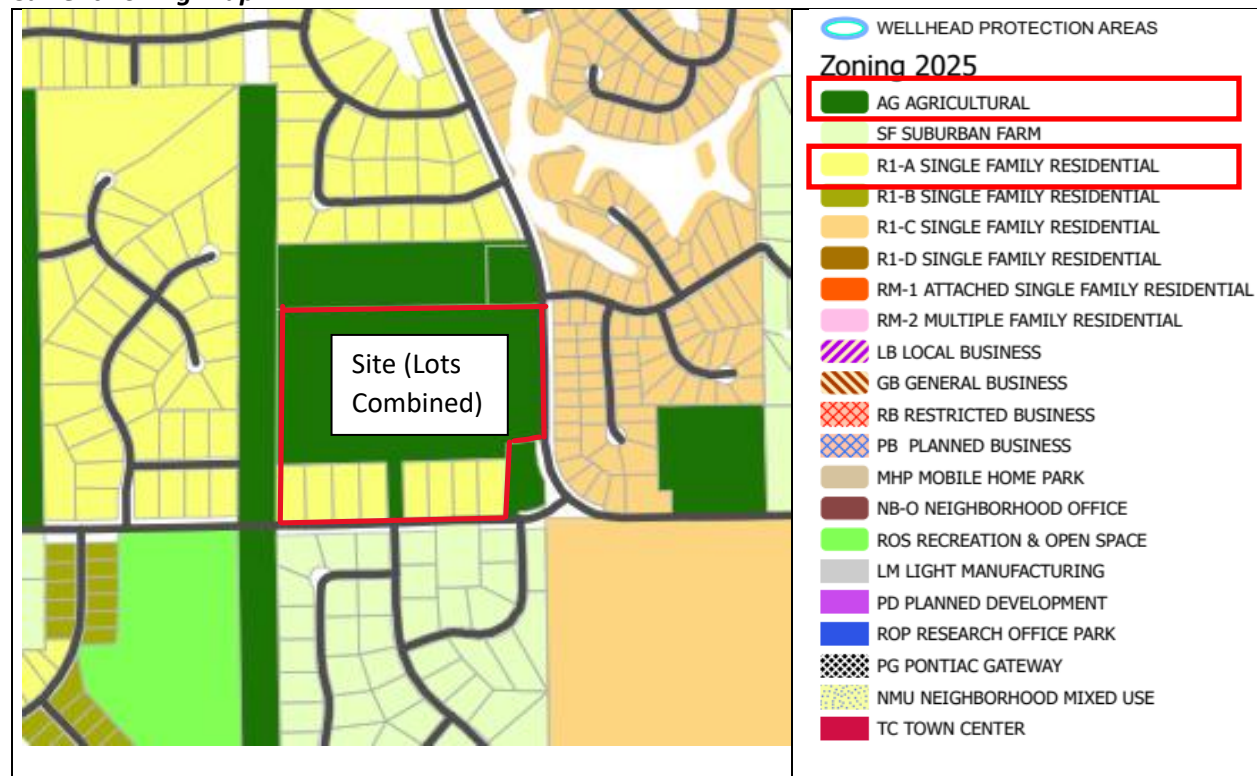 Site (Lots
Combined)
WELLHEAD PROTECTION AREAS
Zoning 2025
AG AGRICULTURAL
SF SUBURBAN FARM
R1-A SINGLE FAMILY RESIDENTIAL
R1-B SINGLE FAMILY RESIDENTIAL
R1-C SINGLE FAMILY RESIDENTIAL
R1-D SINGLE FAMILY RESIDENTIAL
RM-1 ATTACHED SINGLE FAMILY RESIDENTIAL
RM-2 MULTIPLE FAMILY RESIDENTIAL
LB LOCAL BUSINESS
GB GENERAL BUSINESS
RB RESTRICTED BUSINESS
PB PLANNED BUSINESS
MHP MOBILE HOME PARK
NB-O NEIGHBORHOOD OFFICE
ROS RECREATION & OPEN SPACE
LM LIGHT MANUFACTURING
PD PLANNED DEVELOPMENT
ROP RESEARCH OFFICE PARK
PG PONTIAC GATEWAY
NMU NEIGHBORHOOD MIXED USE
TC TOWN CENTER